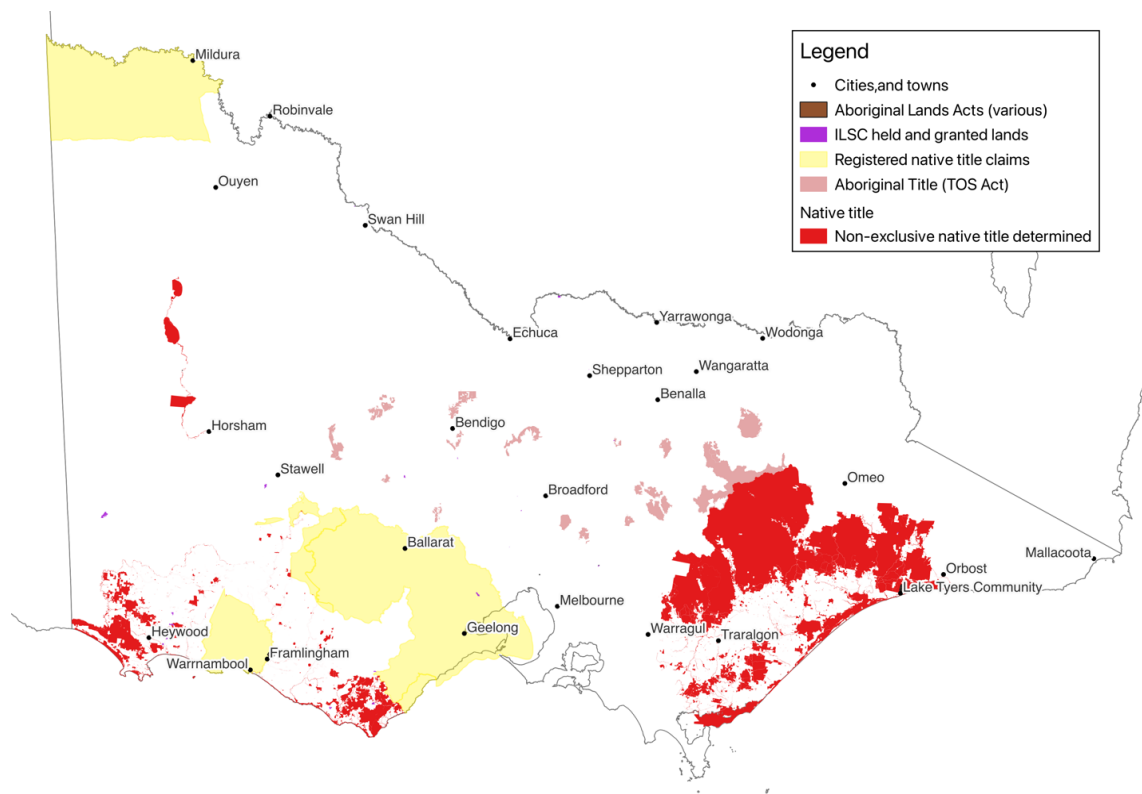 Legend
Cities,and towns
Aboriginal Lands Acts (various)
ILSC held and granted lands
Registered native title claims
Aboriginal Title (TOS Act)
Native title
Non-exclusive native title determined
Mildura
Robinvale
Ouyen
Swan Hill
Echuca
Yarrawonga
Wodonga
Shepparton
Wangaratta
Benalla
Horsham
Bendigo
Stawell
Broadford
Omeo
Ballarat
Mallacoota
Orbost
Lake Tyers Community
Melbourne
Heywood
Geelong
Warragul
Traralgon
Framlingham
Warrnambool